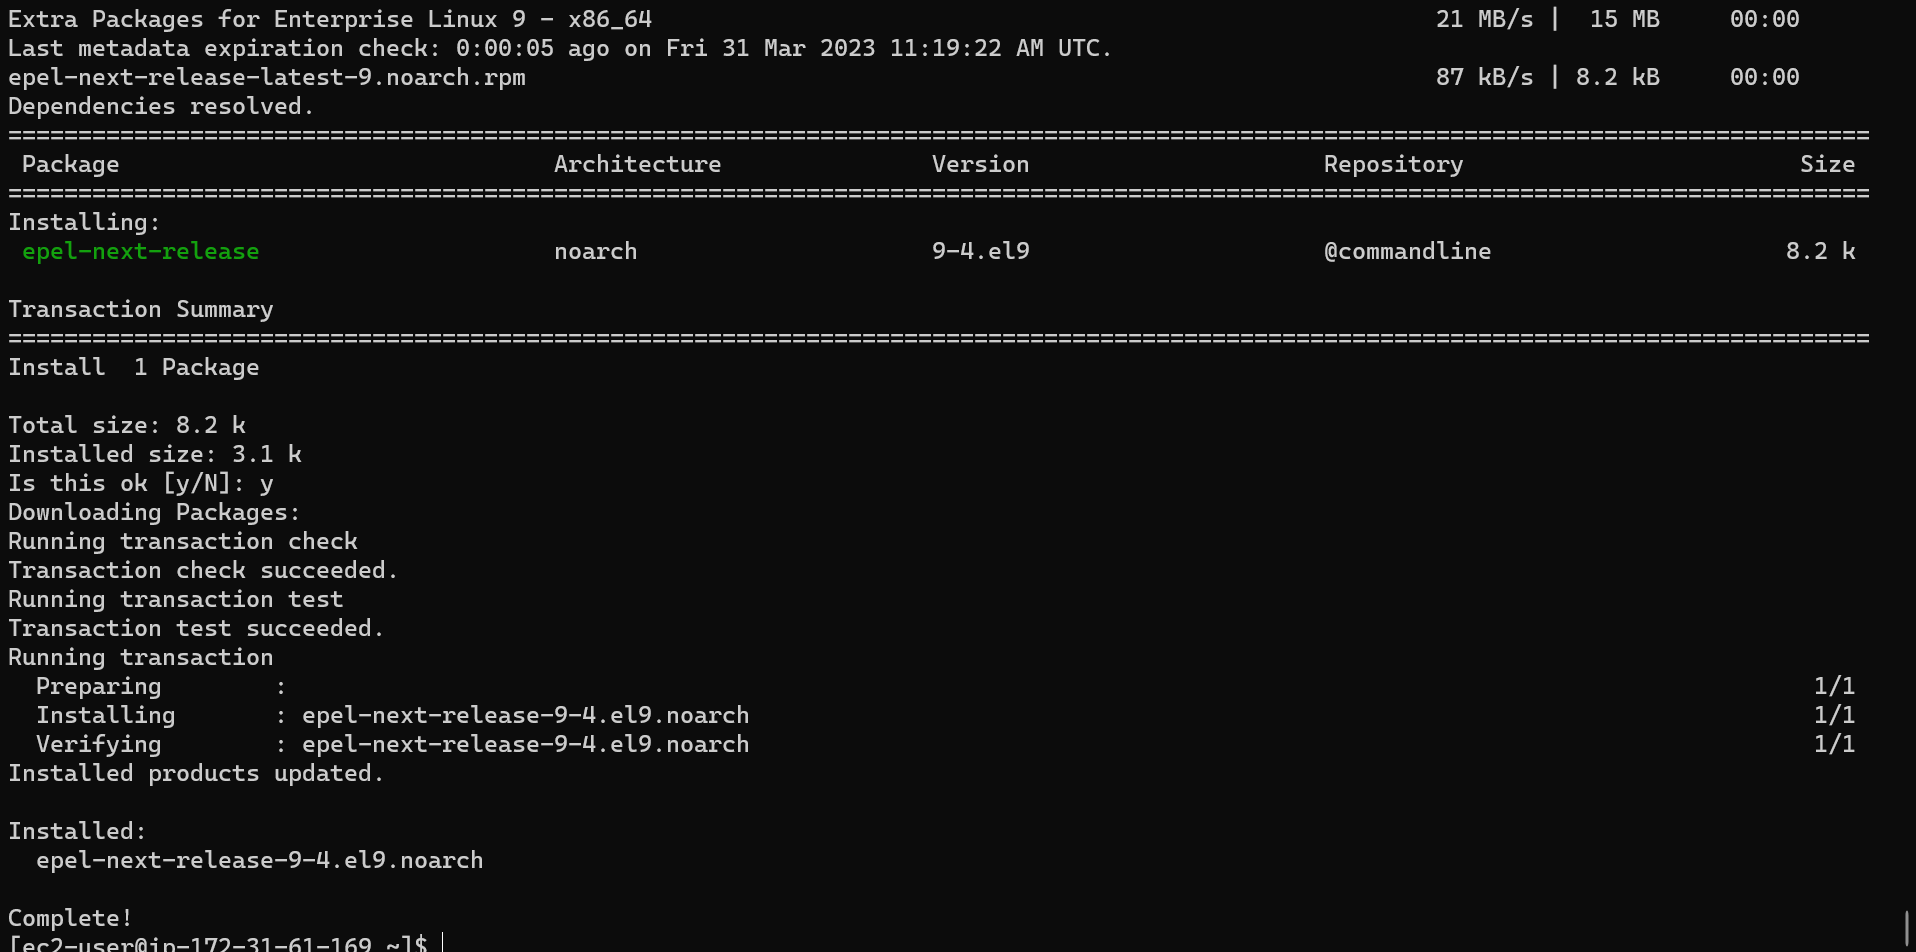 Extra Packages for Enterprise Linux 9 - x86_64 21 MB/s | 15 MB 00:00
Last metadata expiration check: 0:00:05 ago on Fri 31 Mar 2023 11:19:22 AM UTC.
epel-next-release-latest-9.noarch.rpm 87 kB/s | 8.2 kB 00:00
Dependencies resolved.
=====================================================================================================================================
Package Architecture Version Repository Size
=====================================================================================================================================
Installing:
epel-next-release noarch 9-4.el9 @commandline 8.2 k
Transaction Summary
=====================================================================================================================================
Install 1 Package
Total size: 8.2 k
Installed size: 3.1 k
Is this ok [y/N]: y
Downloading Packages:
Running transaction check
Transaction check succeeded.
Running transaction test
Transaction test succeeded.
Running transaction
Preparing : 1/1
Installing : epel-next-release-9-4.el9.noarch 1/1
Verifying : epel-next-release-9-4.el9.noarch 1/1
Installed products updated.
Installed:
epel-next-release-9-4.el9.noarch
Complete!
[ec2-user@ip-172-31-61-169 ~]$